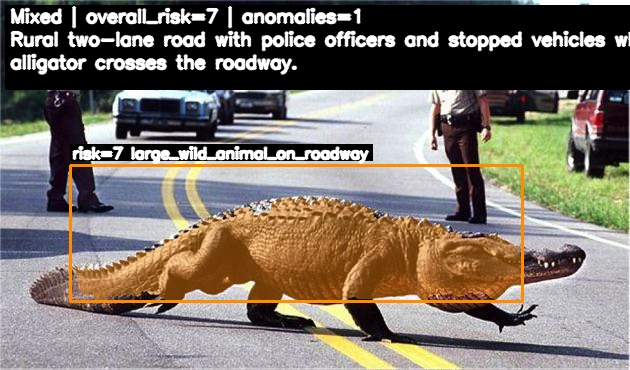 Mixed | overall_risk=7 | anomalies=1
Rural two-lane road with police officers and stopped vehicles
alligator crosses the roadway.
risk=7 large_wild_animal_on_roadway